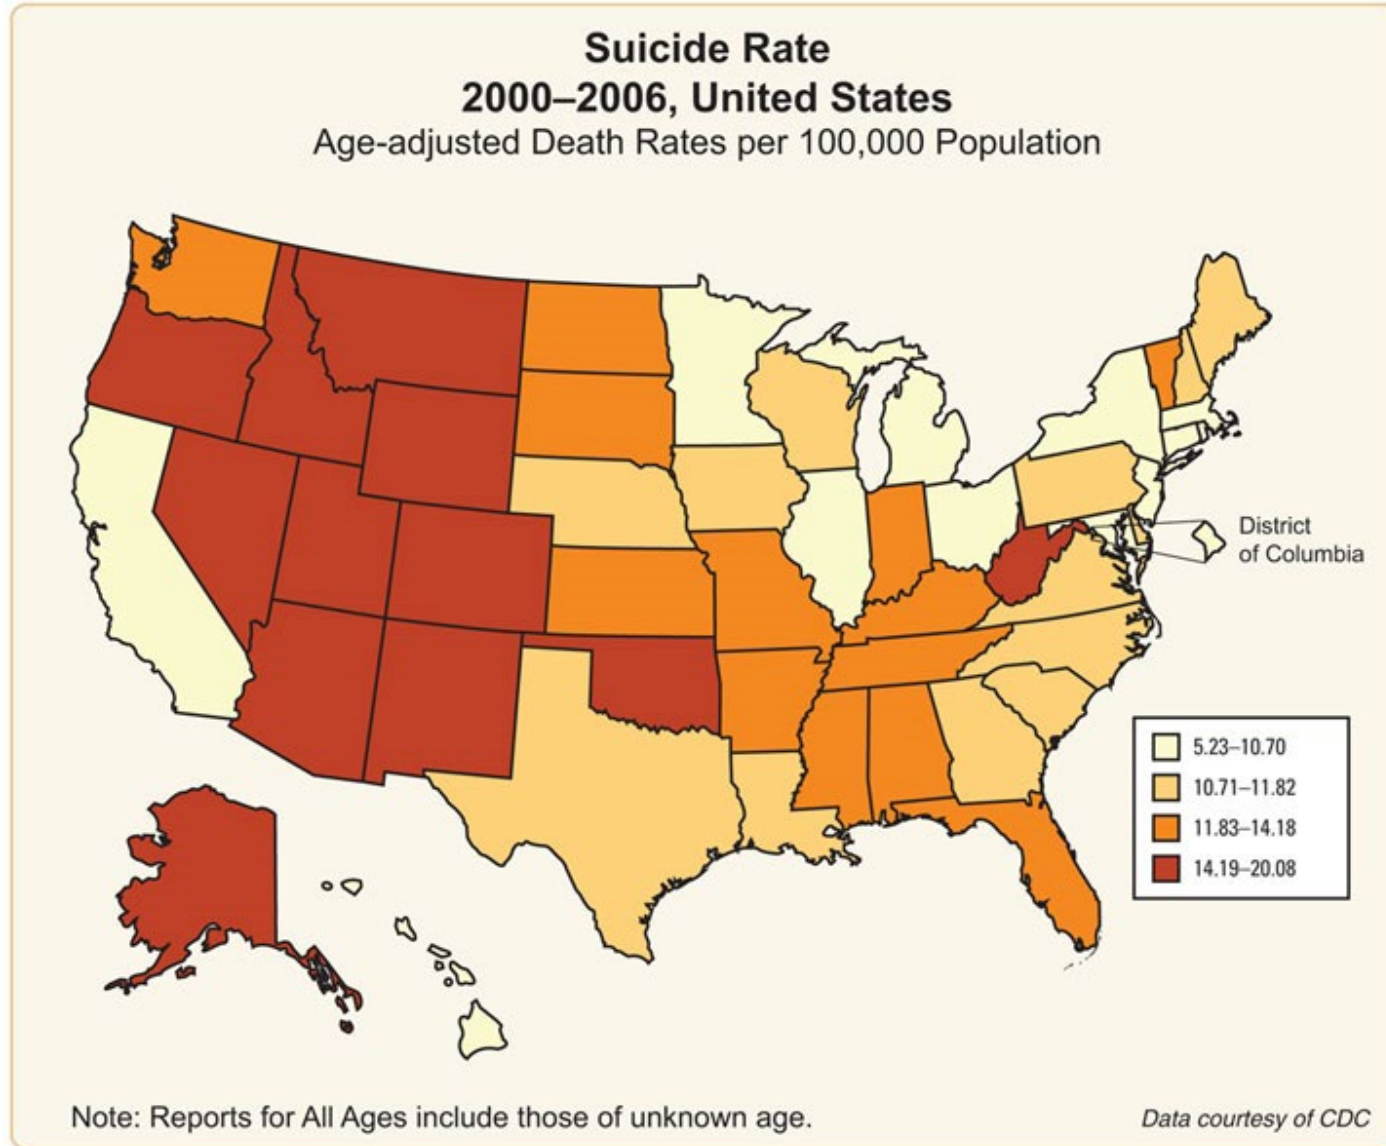 Suicide Rate
2000–2006, United States
Age-adjusted Death Rates per 100,000 Population
District
of Columbia
5.23–10.70
10.71–11.82
11.83–14.18
14.19–20.08
Note: Reports for All Ages include those of unknown age.
Data courtesy of CDC